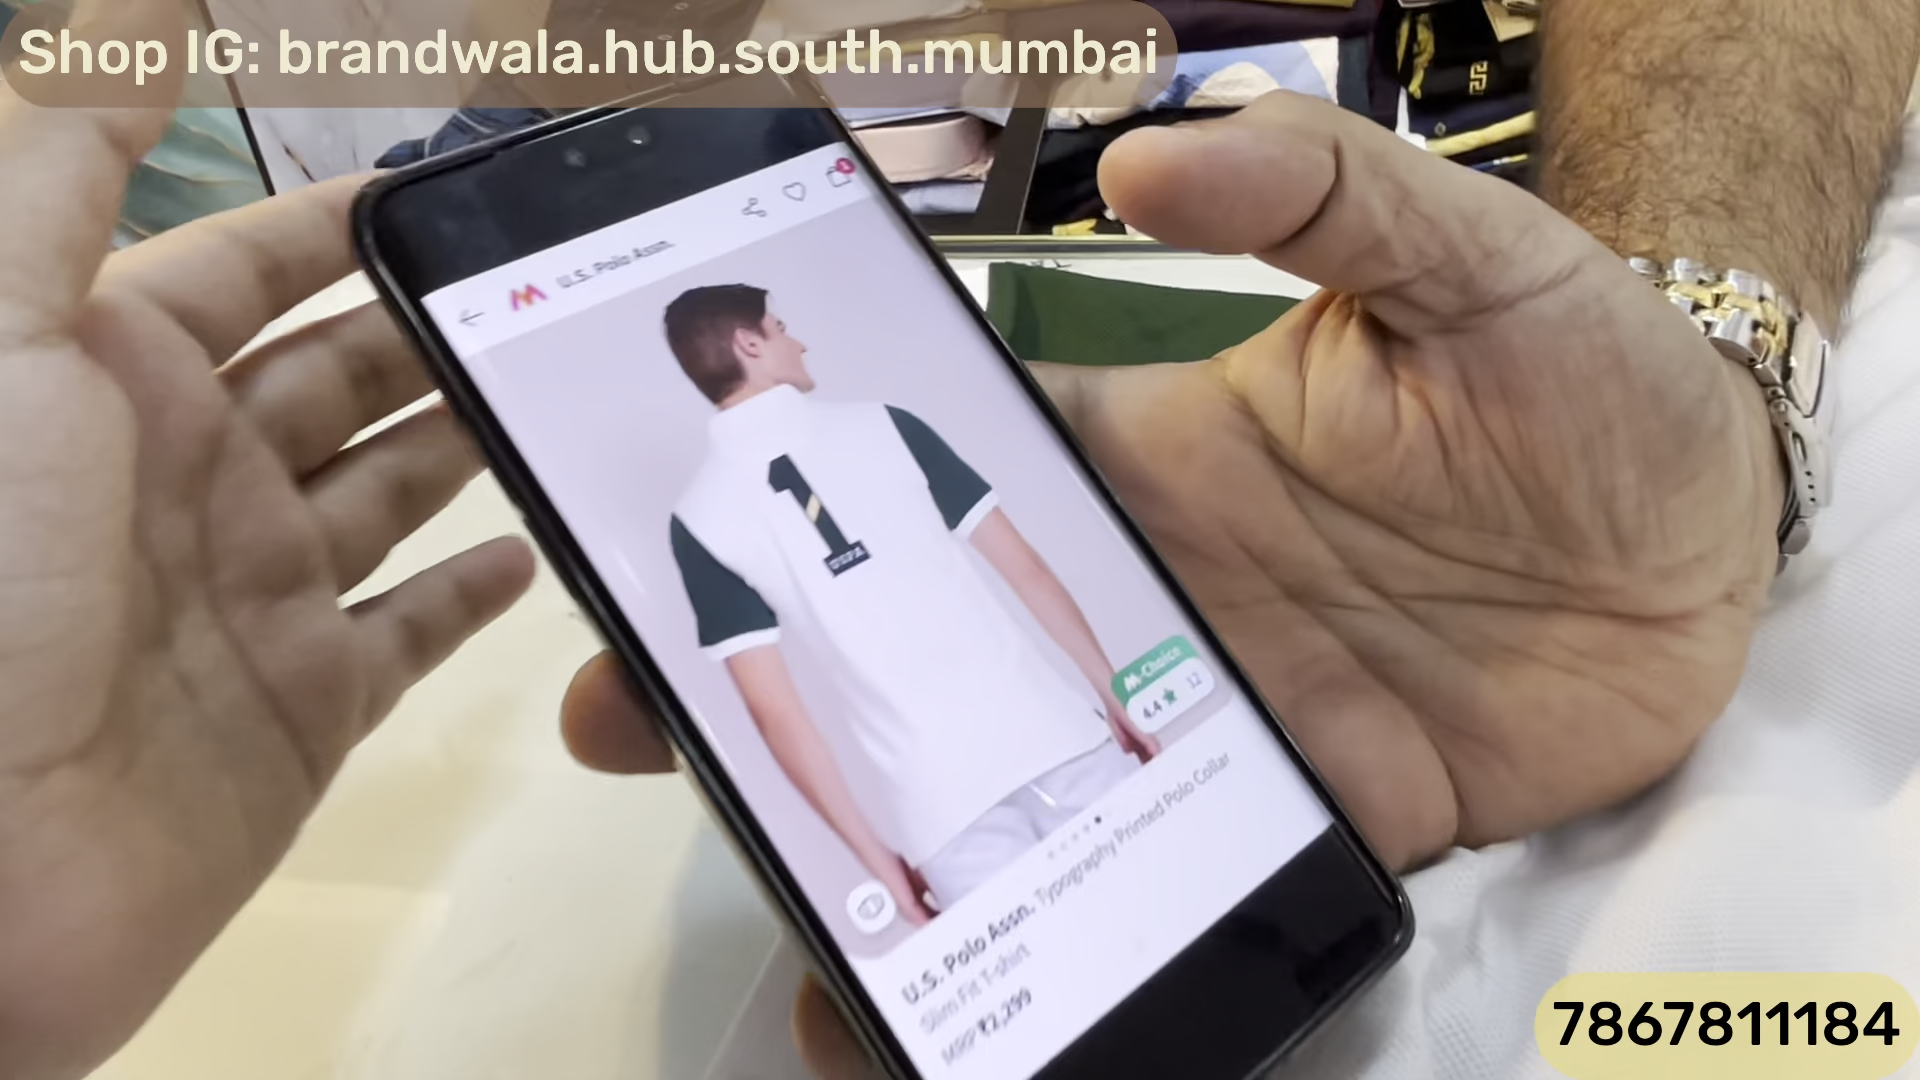 Shop IG: brandwala.hub.south.mumbai
U.S. Polo Assn.
1
USPA
M-Choice
4.4 ★ 12
U.S. Polo Assn. Typography Printed Polo Collar
Slim Fit T-shirt
MRP ₹2,299
7867811184